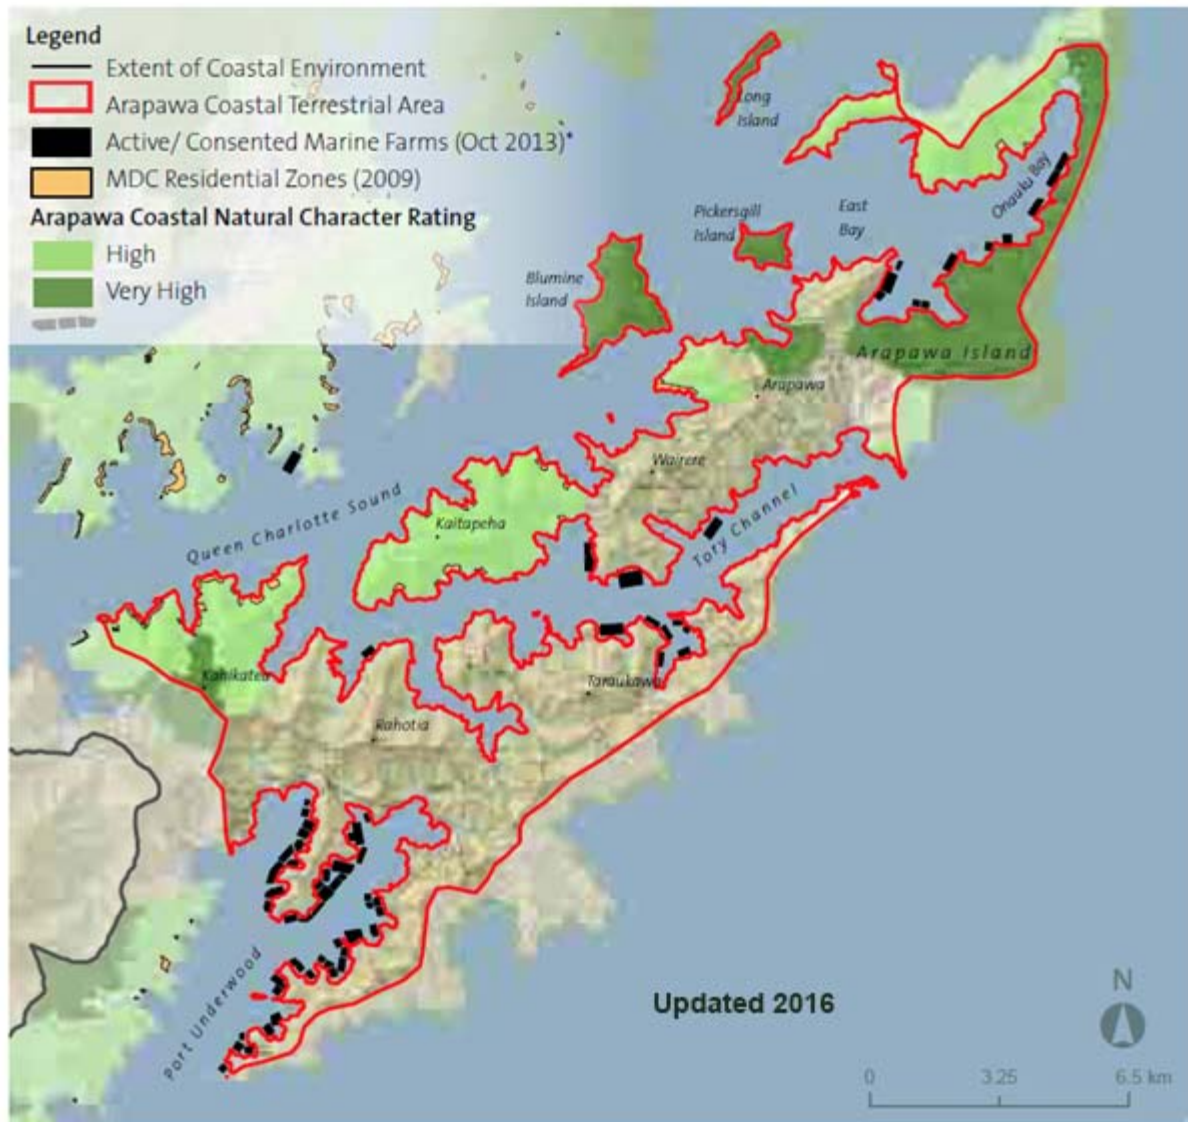 Legend
Extent of Coastal Environment
Arapawa Coastal Terrestrial Area
Active/ Consented Marine Farms (Oct 2013)*
MDC Residential Zones (2009)
Arapawa Coastal Natural Character Rating
High
Very High
Long
Island
Onauku Bay
Pickersgill
Island
East
Bay
Blumine
Island
Arapawa Island
Arapawa
Wairere
Queen Charlotte Sound
Kaitapeha
Tory Channel
Kahikatea
Taraukawa
Rahotia
Port Underwood
Updated 2016
N
0 3.25 6.5 km